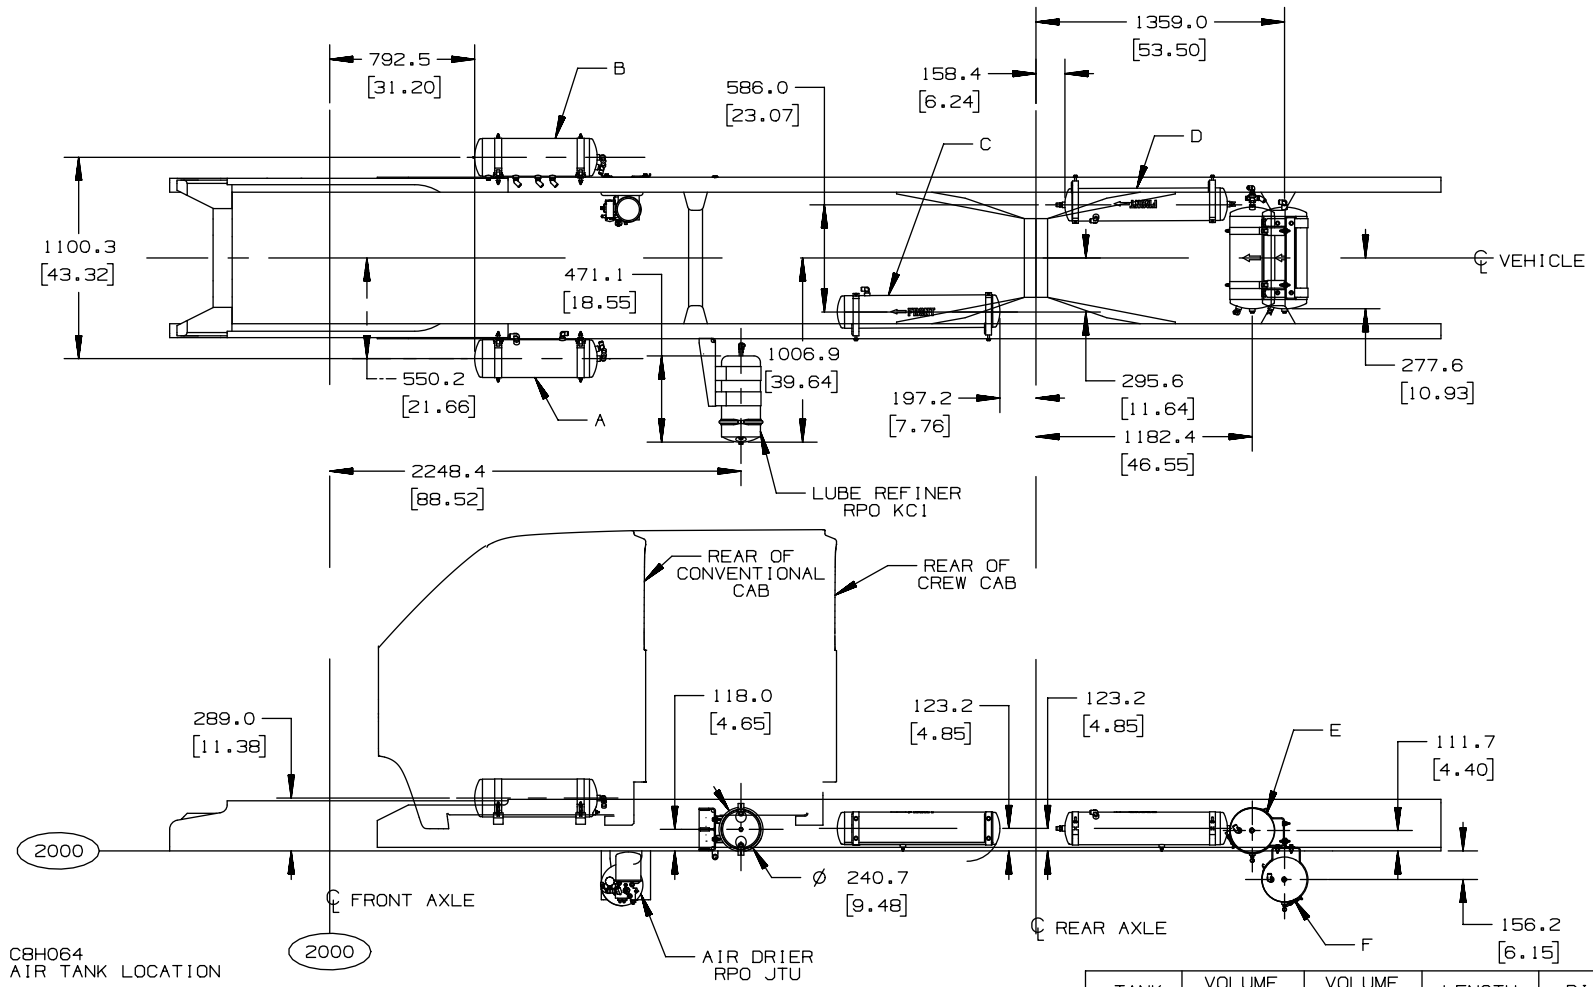 1359.0
[53.50]
792.5
[31.20]
B
586.0
[23.07]
158.4
[6.24]
C
D
FRONT
FRONT
1100.3
[43.32]
471.1
[18.55]
℄ VEHICLE
550.2
[21.66]
A
1006.9
[39.64]
197.2
[7.76]
295.6
[11.64]
277.6
[10.93]
1182.4
[46.55]
2248.4
[88.52]
LUBE REFINER
RPO KC1
REAR OF
CONVENTIONAL
CAB
REAR OF
CREW CAB
289.0
[11.38]
118.0
[4.65]
123.2
[4.85]
123.2
[4.85]
E
111.7
[4.40]
2000
℄ FRONT AXLE
Ø 240.7
[9.48]
℄ REAR AXLE
156.2
[6.15]
F
2000
AIR DRIER
RPO JTU
C8H064
AIR TANK LOCATION
TANK VOLUME VOLUME LENGTH